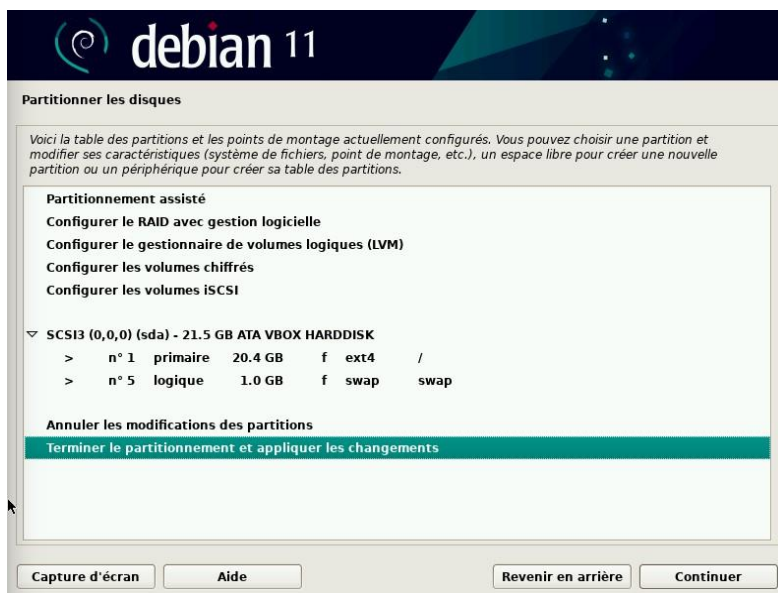 debian 11
Partitionner les disques
Voici la table des partitions et les points de montage actuellement configurés. Vous pouvez choisir une partition et
modifier ses caractéristiques (système de fichiers, point de montage, etc.), un espace libre pour créer une nouvelle
partition ou un périphérique pour créer sa table des partitions.
Partitionnement assisté
Configurer le RAID avec gestion logicielle
Configurer le gestionnaire de volumes logiques (LVM)
Configurer les volumes chiffrés
Configurer les volumes iSCSI
SCSI3 (0,0,0) (sda) - 21.5 GB ATA VBOX HARDDISK
> n° 1 primaire 20.4 GB f ext4 /
> n° 5 logique 1.0 GB f swap swap
Annuler les modifications des partitions
Terminer le partitionnement et appliquer les changements
Capture d'écran Aide Revenir en arrière Continuer